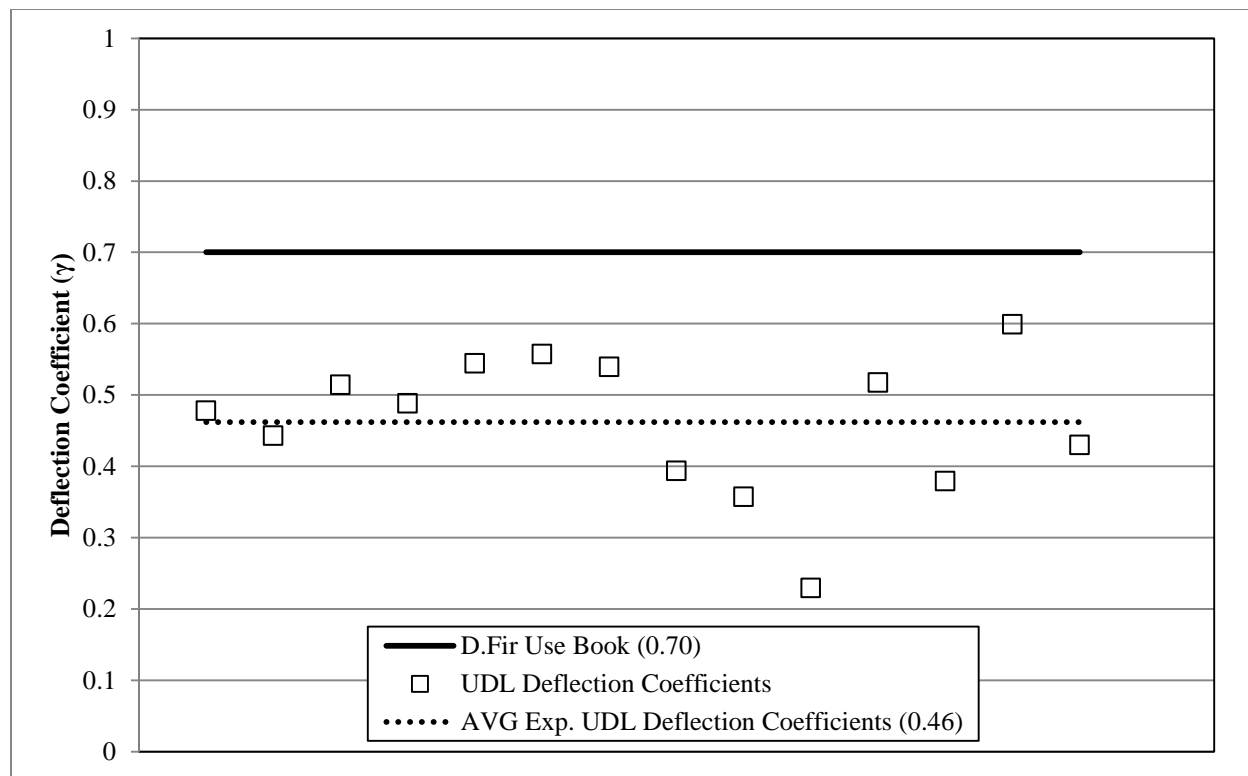 1
0.9
0.8
0.7
0.6
0.5
0.4
0.3
0.2
0.1
0
Deflection Coefficient (γ)
D.Fir Use Book (0.70)
UDL Deflection Coefficients
AVG Exp. UDL Deflection Coefficients (0.46)